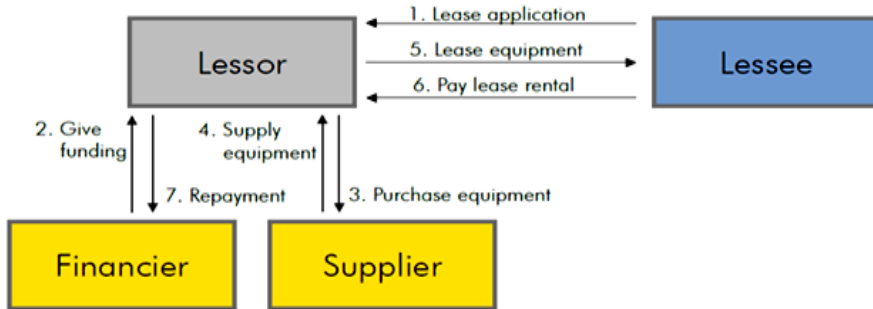 1. Lease application
Lessor
5. Lease equipment
Lessee
6. Pay lease rental
2. Give
funding
4. Supply
equipment
7. Repayment
3. Purchase equipment
Financier
Supplier